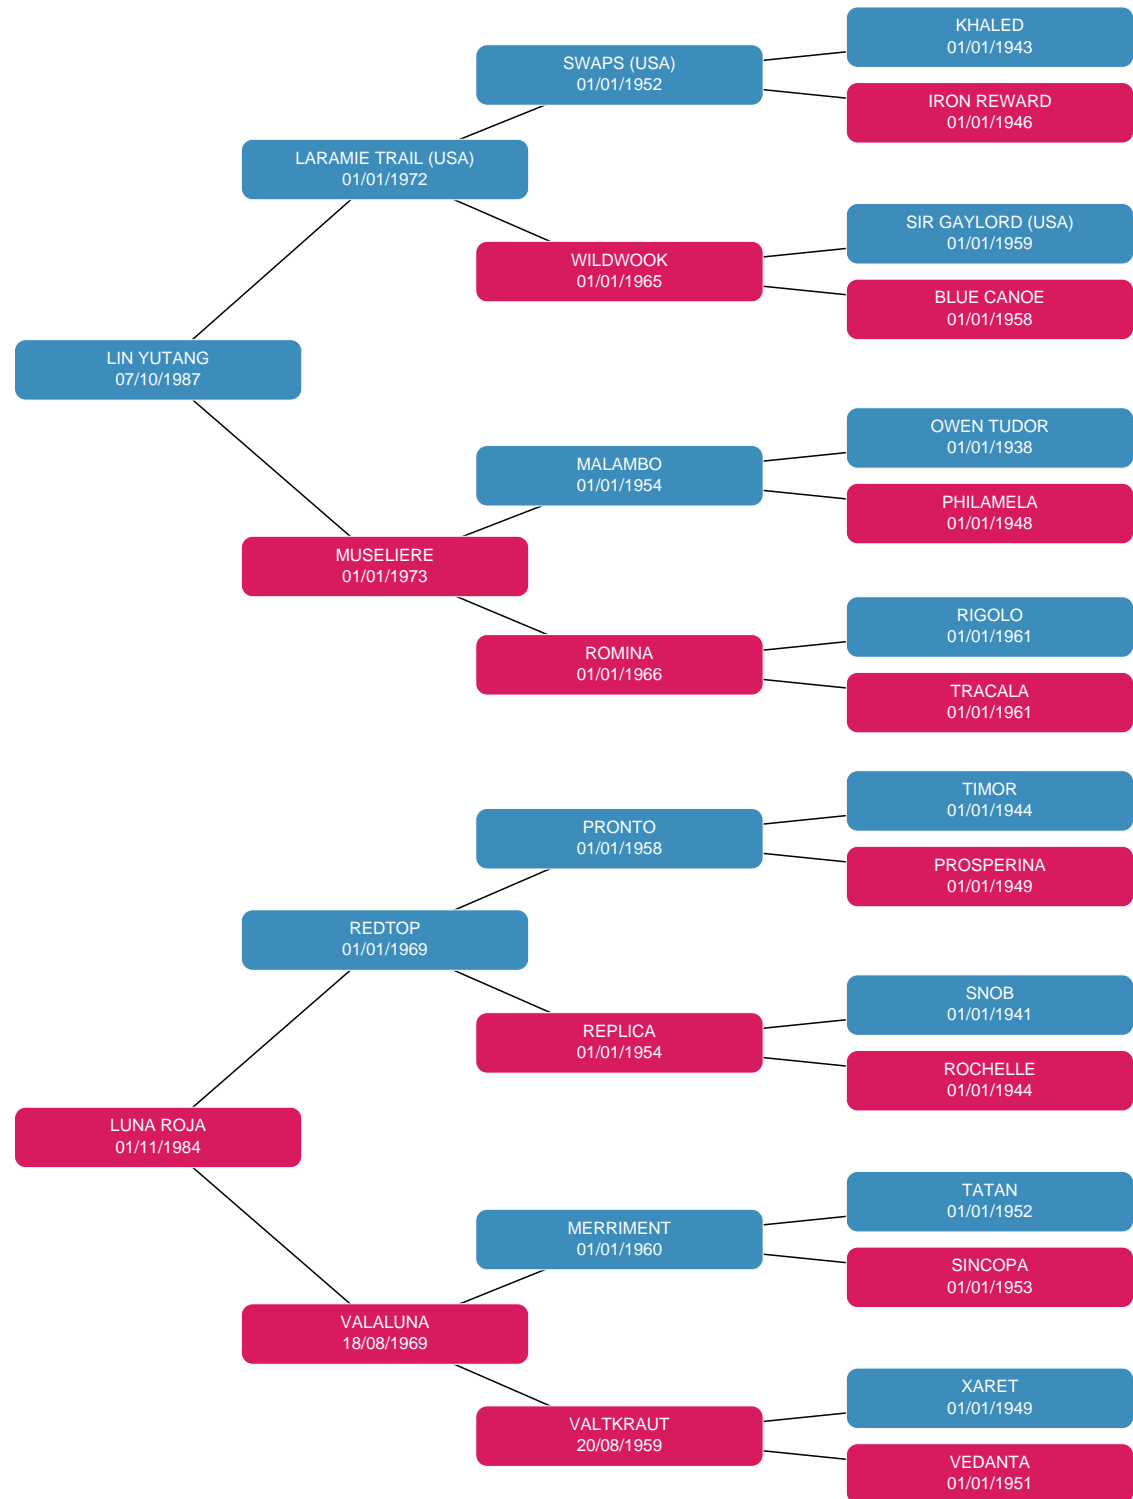 KHALED
01/01/1943
SWAPS (USA)
01/01/1952
IRON REWARD
01/01/1946
LARAMIE TRAIL (USA)
01/01/1972
SIR GAYLORD (USA)
01/01/1959
WILDWOOK
01/01/1965
BLUE CANOE
01/01/1958
LIN YUTANG
07/10/1987
OWEN TUDOR
01/01/1938
MALAMBO
01/01/1954
PHILAMELA
01/01/1948
MUSELIERE
01/01/1973
RIGOLO
01/01/1961
ROMINA
01/01/1966
TRACALA
01/01/1961
TIMOR
01/01/1944
PRONTO
01/01/1958
PROSPERINA
01/01/1949
REDTOP
01/01/1969
SNOB
01/01/1941
REPLICA
01/01/1954
ROCHELLE
01/01/1944
LUNA ROJA
01/11/1984
TATAN
01/01/1952
MERRIMENT
01/01/1960
SINCOPA
01/01/1953
VALALUNA
18/08/1969
XARET
01/01/1949
VALTKRAUT
20/08/1959
VEDANTA
01/01/1951